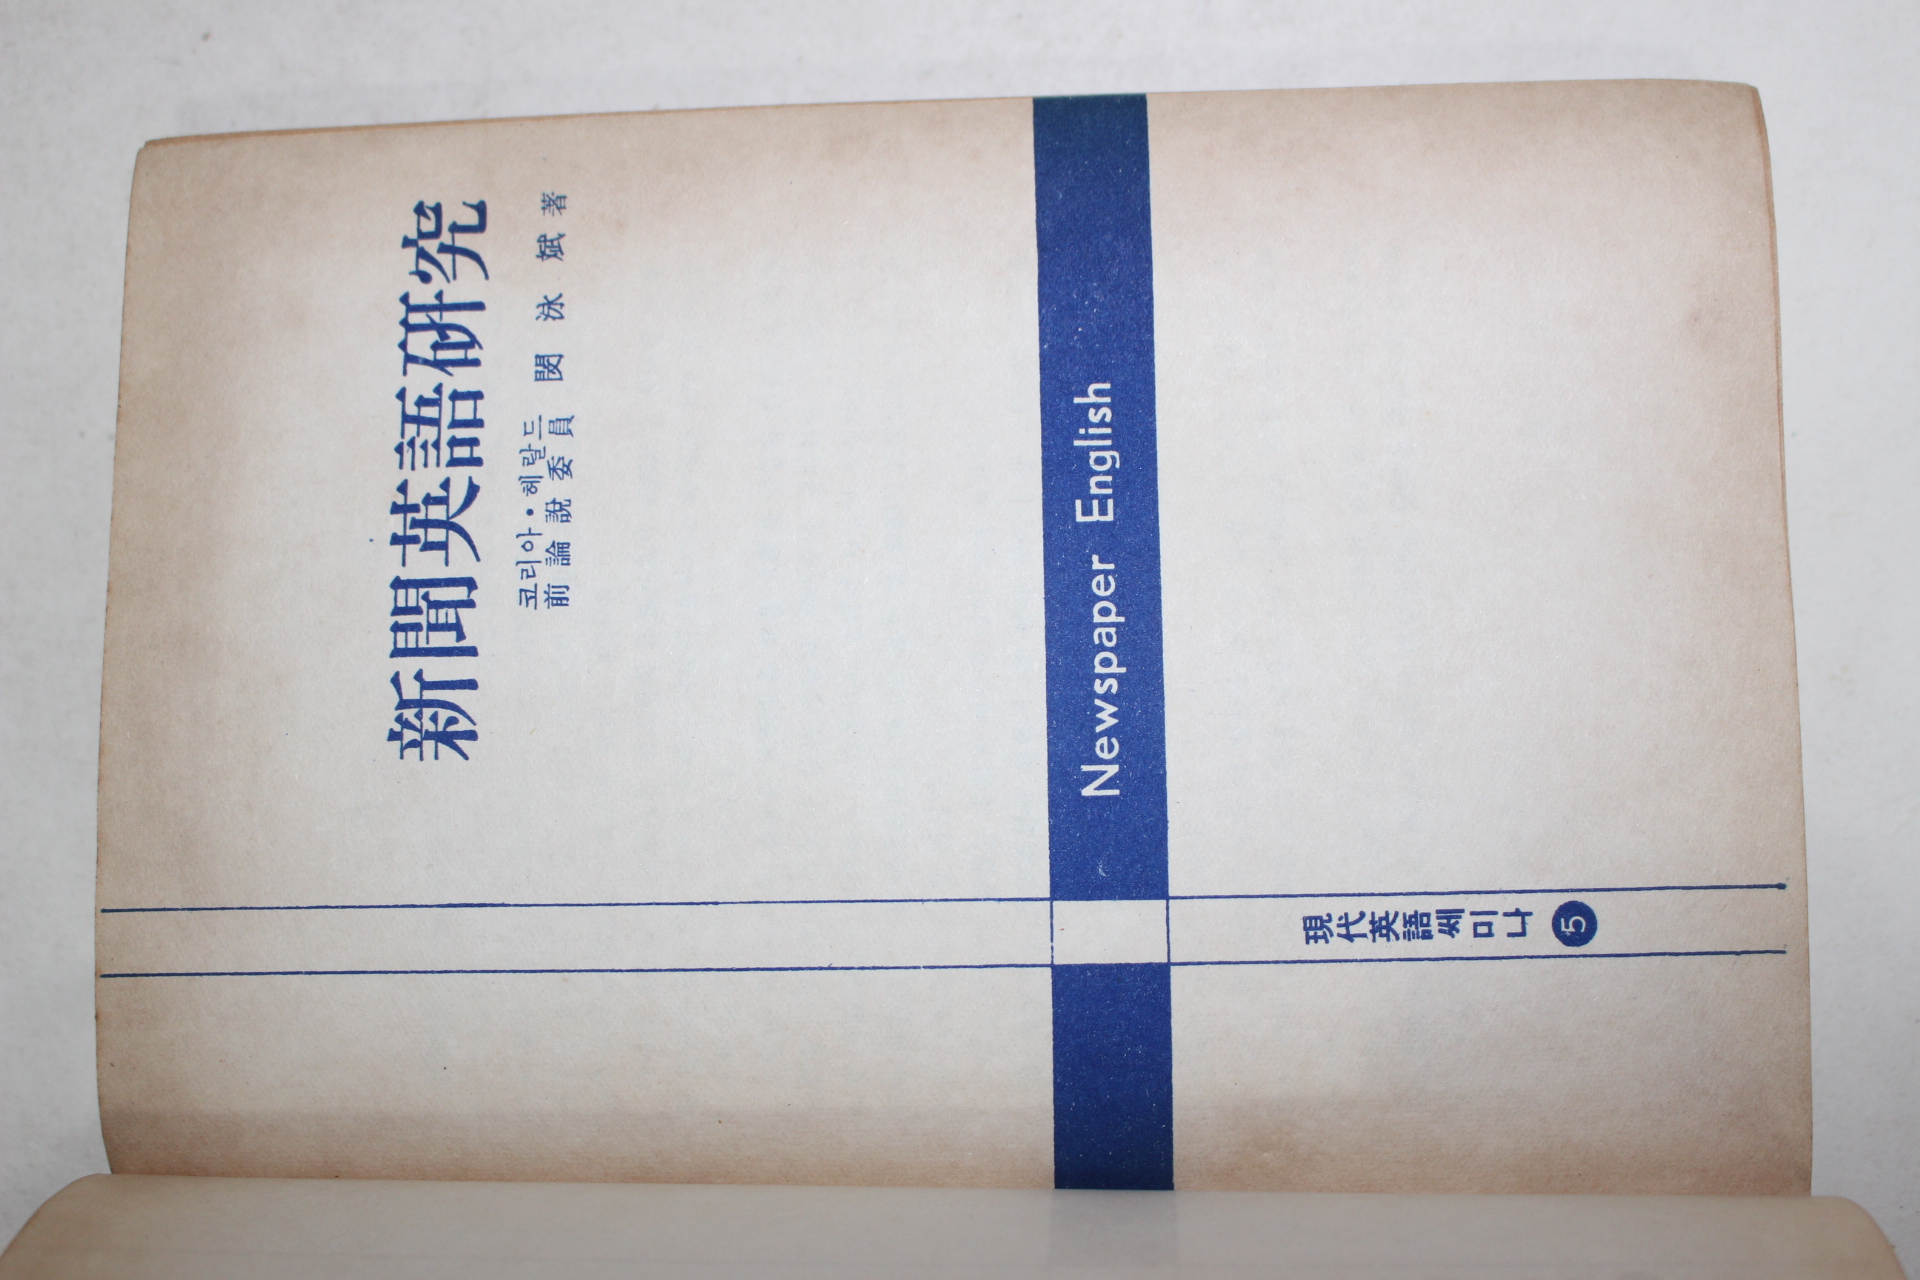 新聞英語研究
코리아·헤랄드
前論說委員 閔泳斌 著
Newspaper English
現代英語쎄미나 5